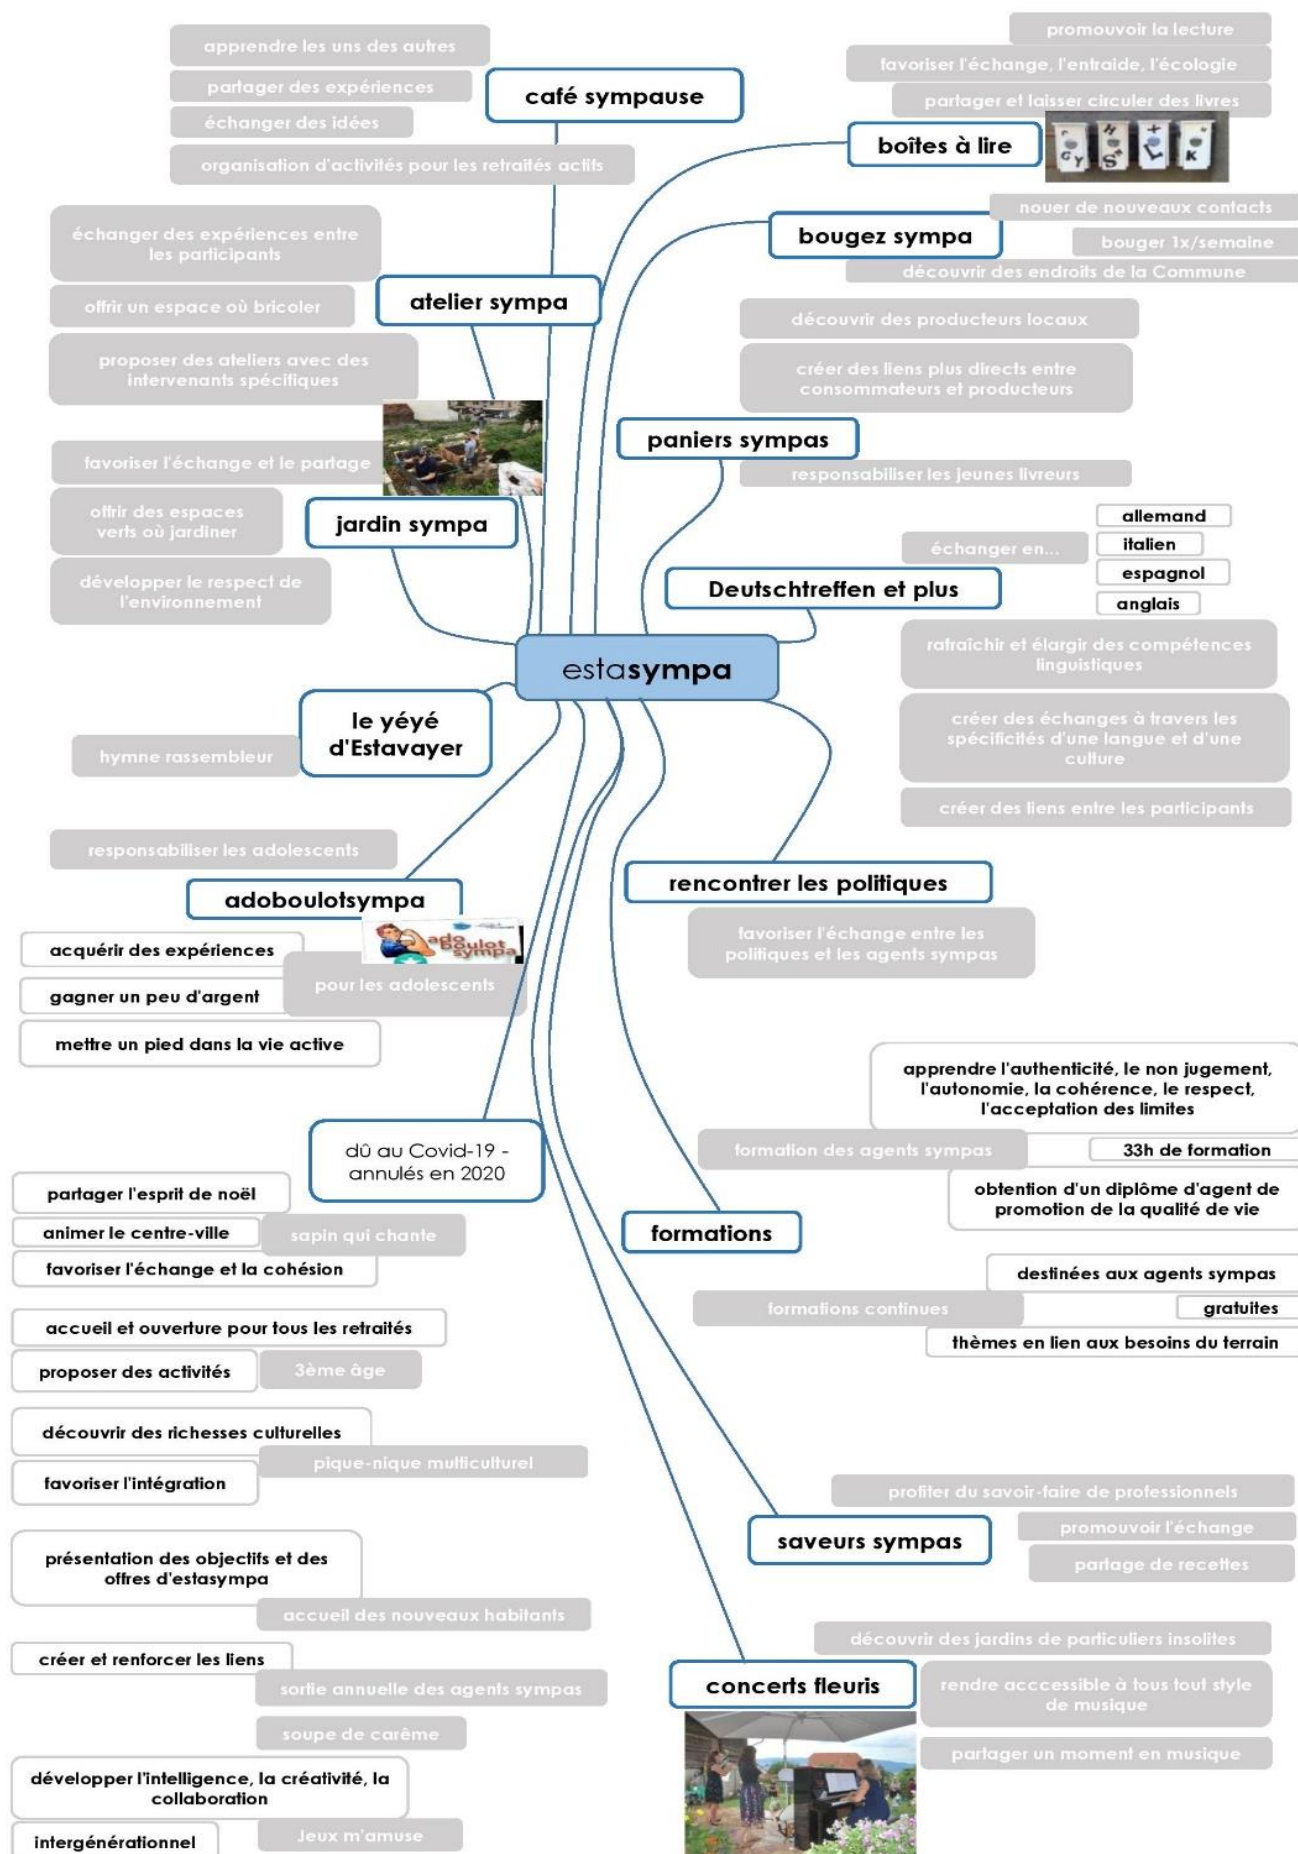 apprendre les uns des autres
partager des expériences
échanger des idées
organisation d'activités pour les retraités actifs
café sympause
promouvoir la lecture
favoriser l'échange, l'entraide, l'écologie
partager et laisser circuler des livres
boîtes à lire
nouer de nouveaux contacts
bougez sympa
bouger 1x/semaine
découvrir des endroits de la Commune
échanger des expériences entre
les participants
offrir un espace où bricoler
atelier sympa
proposer des ateliers avec des
intervenants spécifiques
découvrir des producteurs locaux
créer des liens plus directs entre
consommateurs et producteurs
paniers sympas
responsabiliser les jeunes livreurs
favoriser l'échange et le partage
offrir des espaces
verts où jardiner
jardin sympa
développer le respect de
l'environnement
échanger en...
allemand
italien
espagnol
anglais
Deutschtreffen et plus
rafraîchir et élargir des compétences
linguistiques
créer des échanges à travers les
spécificités d'une langue et d'une
culture
créer des liens entre les participants
estasympa
le yéyé
d'Estavayer
hymne rassembleur
responsabiliser les adolescents
adoboulotsympa
ado
boulot
sympa
acquérir des expériences
gagner un peu d'argent
pour les adolescents
mettre un pied dans la vie active
rencontrer les politiques
favoriser l'échange entre les
politiques et les agents sympas
apprendre l'authenticité, le non jugement,
l'autonomie, la cohérence, le respect,
l'acceptation des limites
formation des agents sympas
33h de formation
obtention d'un diplôme d'agent de
promotion de la qualité de vie
formations
destinées aux agents sympas
formations continues
gratuites
thèmes en lien aux besoins du terrain
dû au Covid-19 -
annulés en 2020
partager l'esprit de noël
animer le centre-ville
sapin qui chante
favoriser l'échange et la cohésion
accueil et ouverture pour tous les retraités
proposer des activités
3ème âge
découvrir des richesses culturelles
pique-nique multiculturel
favoriser l'intégration
présentation des objectifs et des
offres d'estasympa
accueil des nouveaux habitants
créer et renforcer les liens
sortie annuelle des agents sympas
soupe de carême
développer l'intelligence, la créativité, la
collaboration
Jeux m'amuse
intergénérationnel
profiter du savoir-faire de professionnels
saveurs sympas
promouvoir l'échange
partage de recettes
découvrir des jardins de particuliers insolites
concerts fleuris
rendre acccessible à tous tout style
de musique
partager un moment en musique